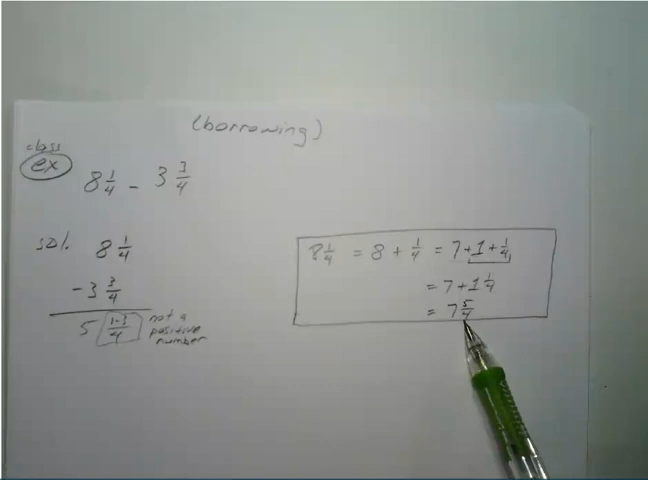 (borrowing)
class
ex
8 1/4 - 3 3/4
sol.
8 1/4
- 3 3/4
5 (1-3)/4
not a
positive
number
8 1/4 = 8 + 1/4 = 7 + 1 + 1/4
= 7 + 1 1/4
= 7 5/4